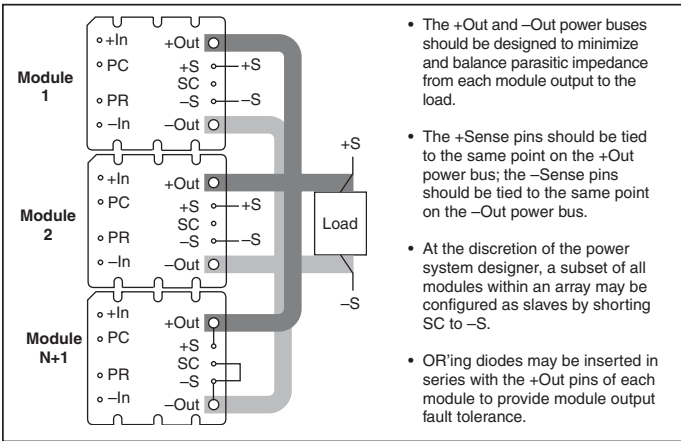 +In
+Out
Module
1
PC
+S
+S
SC
PR
–S
–S
–In
–Out
+In
+Out
Module
2
PC
+S
+S
SC
PR
–S
–S
–In
–Out
+S
Load
–S
+In
+Out
Module
N+1
PC
+S
SC
PR
–S
–In
–Out
• The +Out and –Out power buses
should be designed to minimize
and balance parasitic impedance
from each module output to the
load.
• The +Sense pins should be tied
to the same point on the +Out
power bus; the –Sense pins
should be tied to the same point
on the –Out power bus.
• At the discretion of the power
system designer, a subset of all
modules within an array may be
configured as slaves by shorting
SC to –S.
• OR'ing diodes may be inserted in
series with the +Out pins of each
module to provide module output
fault tolerance.